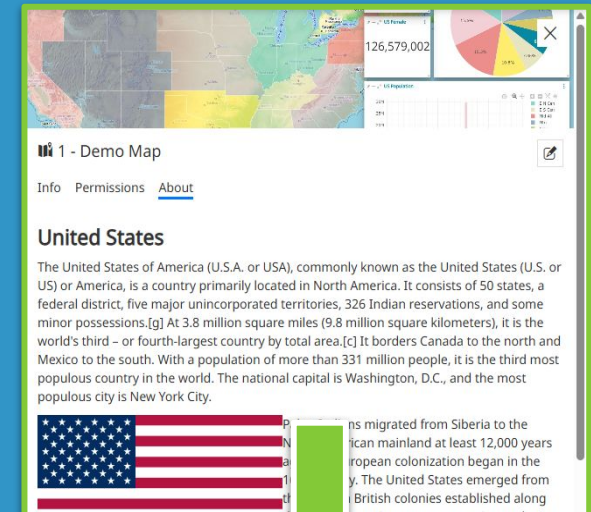 US Female
126,579,002
US Population
1 - Demo Map
Info Permissions About
United States
The United States of America (U.S.A. or USA), commonly known as the United States (U.S. or
US) or America, is a country primarily located in North America. It consists of 50 states, a
federal district, five major unincorporated territories, 326 Indian reservations, and some
minor possessions.[g] At 3.8 million square miles (9.8 million square kilometers), it is the
world's third – or fourth-largest country by total area.[c] It borders Canada to the north and
Mexico to the south. With a population of more than 331 million people, it is the third most
populous country in the world. The national capital is Washington, D.C., and the most
populous city is New York City.
migrated from Siberia to the
mainland at least 12,000 years
colonization began in the
The United States emerged from
British colonies established along